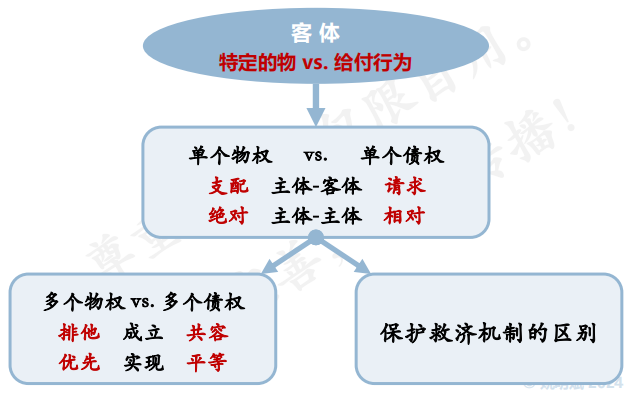 客体
特定的物 vs. 给付行为
单个物权 vs. 单个债权
支配 主体-客体 请求
绝对 主体-主体 相对
多个物权 vs. 多个债权
排他 成立 共容
优先 实现 平等
保护救济机制的区别
2024